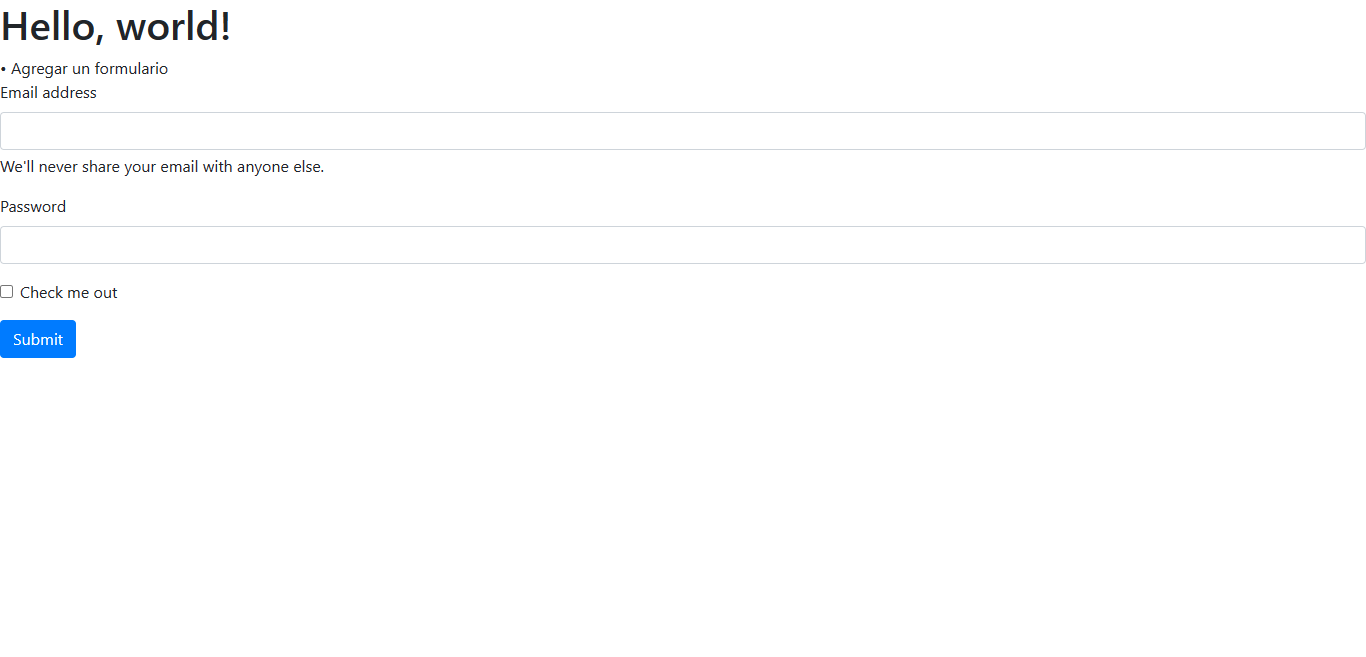 Hello, world!
• Agregar un formulario
Email address
We'll never share your email with anyone else.
Password
Check me out
Submit